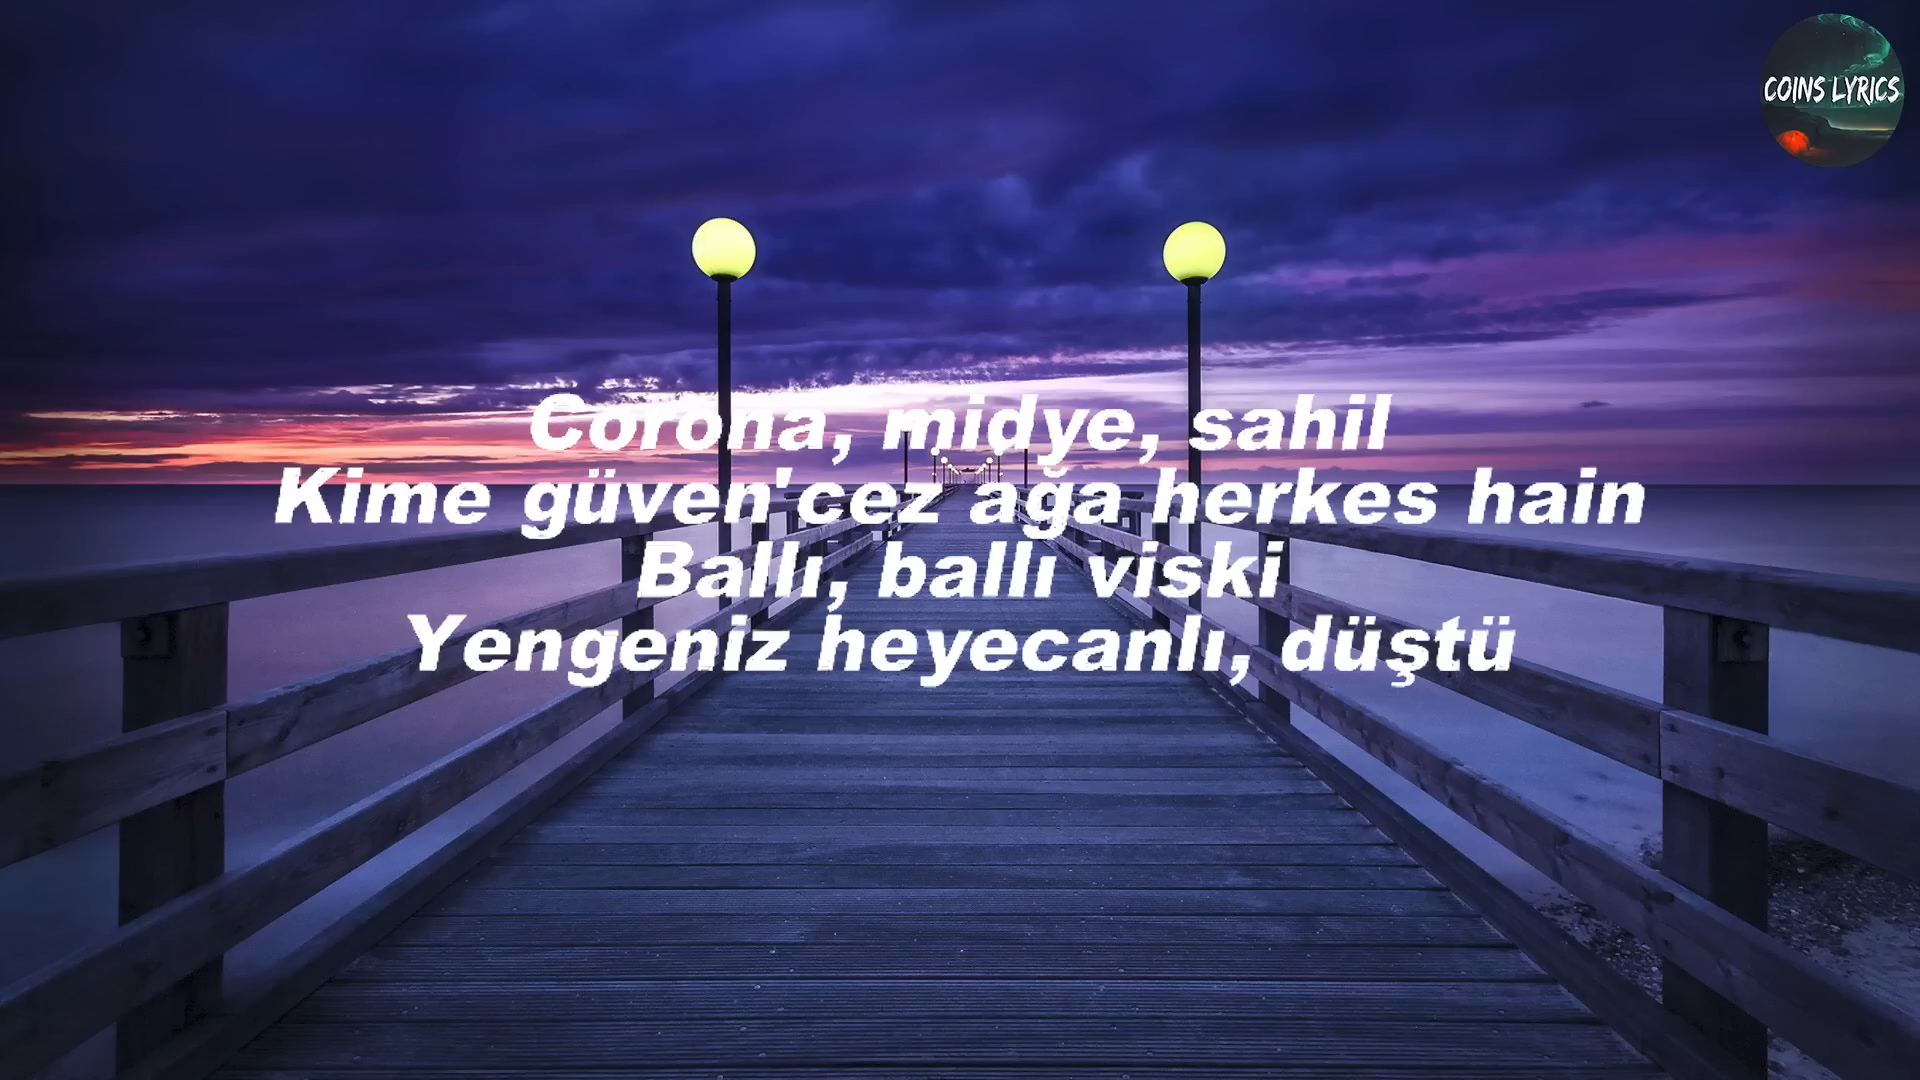 COINS LYRICS
Corona, midye, sahil
Kime güven'cez ağa herkes hain
Ballı, ballı viski
Yengeniz heyecanlı, düştü